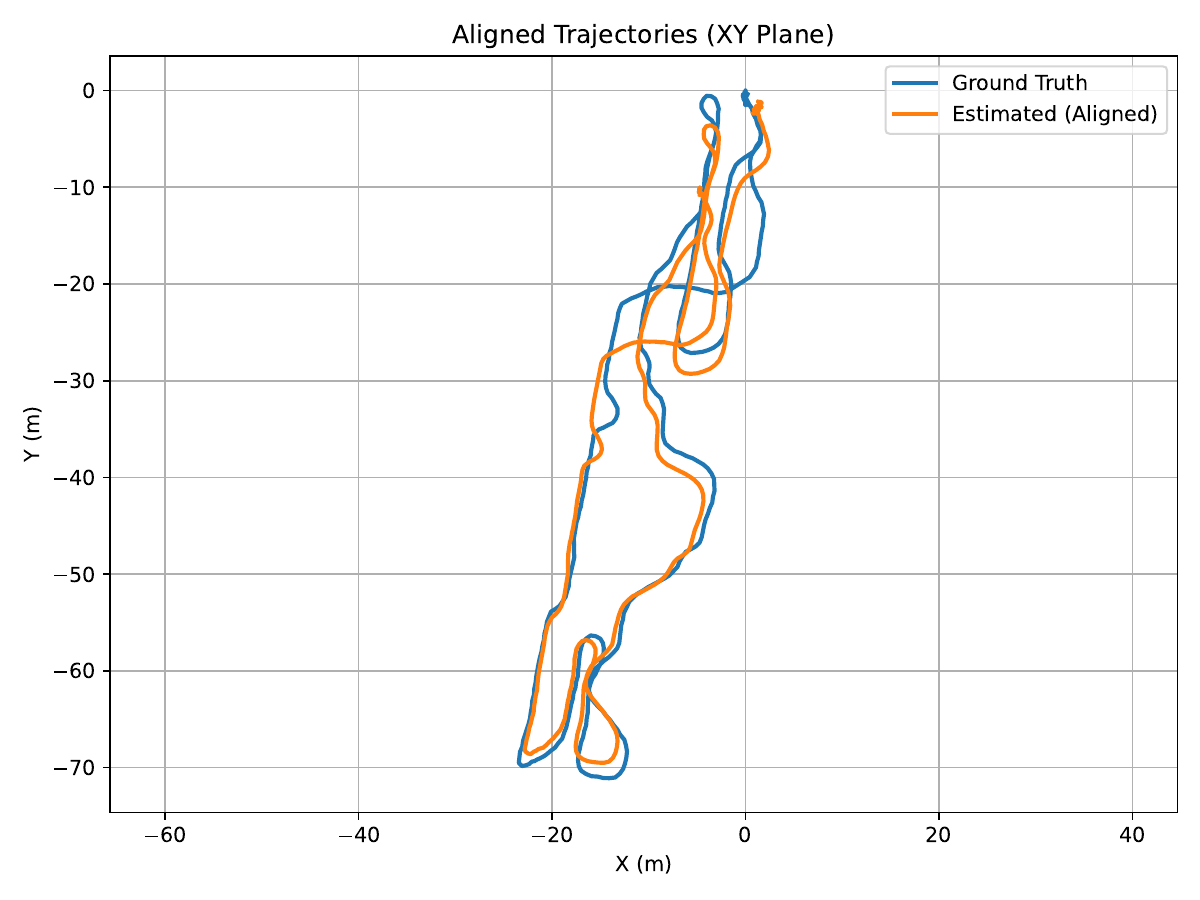 Aligned Trajectories (XY Plane)
Ground Truth
Estimated (Aligned)
0
−10
−20
−30
−40
−50
−60
−70
Y (m)
−60
−40
−20
0
20
40
X (m)